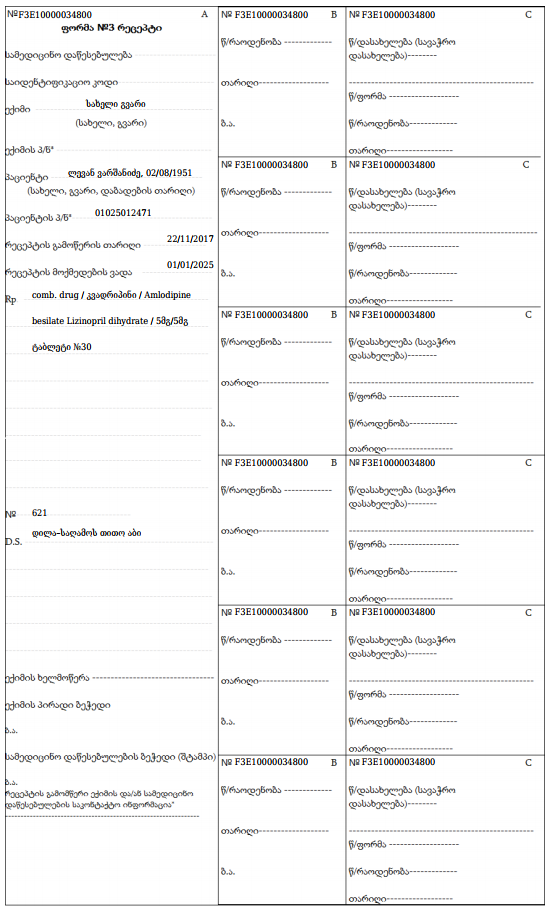 №F3E10000034800 A
ფორმა №3 რეცეპტი
სამედიცინო დაწესებულება
საიდენტიფიკაციო კოდი
ექიმი სახელი გვარი
(სახელი, გვარი)
ექიმის პ/ნ*
პაციენტი ლევან ვარშანიძე, 02/08/1951
(სახელი, გვარი, დაბადების თარიღი)
პაციენტის პ/ნ* 01025012471
რეცეპტის გამოწერის თარიღი 22/11/2017
რეცეპტის მოქმედების ვადა 01/01/2025
Rp comb. drug / კვადრიპინი / Amlodipine
besilate Lizinopril dihydrate / 5მგ/5მგ
ტაბლეტი №30
№ 621
D.S. დილა-საღამოს თითო აბი
ექიმის ხელმოწერა --------------------------------
ექიმის პირადი ბეჭედი
ბ.ა.
სამედიცინო დაწესებულების ბეჭედი (შტამპი)
ბ.ა.
რეცეპტის გამომწერი ექიმის და/ან სამედიცინო
დაწესებულების საკონტაქტო ინფორმაცია*
----------------------------------------------------------------
№ F3E10000034800 B
წ/რაოდენობა -------------
თარიღი-------------------
ბ.ა.
№ F3E10000034800 C
წ/დასახელება (სავაჭრო
დასახელება)--------
--------------------------------------------------
წ/ფორმა -------------------
წ/რაოდენობა-------------
თარიღი------------------
№ F3E10000034800 B
წ/რაოდენობა -------------
თარიღი-------------------
ბ.ა.
№ F3E10000034800 C
წ/დასახელება (სავაჭრო
დასახელება)--------
--------------------------------------------------
წ/ფორმა -------------------
წ/რაოდენობა-------------
თარიღი------------------
№ F3E10000034800 B
წ/რაოდენობა -------------
თარიღი-------------------
ბ.ა.
№ F3E10000034800 C
წ/დასახელება (სავაჭრო
დასახელება)--------
--------------------------------------------------
წ/ფორმა -------------------
წ/რაოდენობა-------------
თარიღი------------------
№ F3E10000034800 B
წ/რაოდენობა -------------
თარიღი-------------------
ბ.ა.
№ F3E10000034800 C
წ/დასახელება (სავაჭრო
დასახელება)--------
--------------------------------------------------
წ/ფორმა -------------------
წ/რაოდენობა-------------
თარიღი------------------
№ F3E10000034800 B
წ/რაოდენობა -------------
თარიღი-------------------
ბ.ა.
№ F3E10000034800 C
წ/დასახელება (სავაჭრო
დასახელება)--------
--------------------------------------------------
წ/ფორმა -------------------
წ/რაოდენობა-------------
თარიღი------------------
№ F3E10000034800 B
წ/რაოდენობა -------------
თარიღი-------------------
ბ.ა.
№ F3E10000034800 C
წ/დასახელება (სავაჭრო
დასახელება)--------
--------------------------------------------------
წ/ფორმა -------------------
წ/რაოდენობა-------------
თარიღი------------------